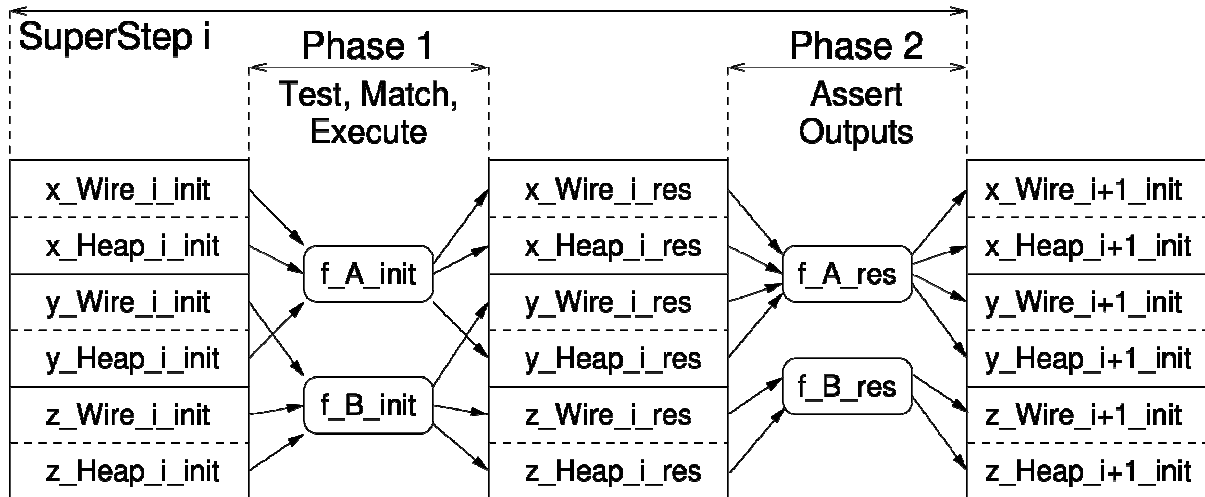 SuperStep i
Phase 1
Phase 2
Test, Match,
Execute
Assert
Outputs
x_Wire_i_init
x_Heap_i_init
y_Wire_i_init
y_Heap_i_init
z_Wire_i_init
z_Heap_i_init
f_A_init
f_B_init
x_Wire_i_res
x_Heap_i_res
y_Wire_i_res
y_Heap_i_res
z_Wire_i_res
z_Heap_i_res
f_A_res
f_B_res
x_Wire_i+1_init
x_Heap_i+1_init
y_Wire_i+1_init
y_Heap_i+1_init
z_Wire_i+1_init
z_Heap_i+1_init